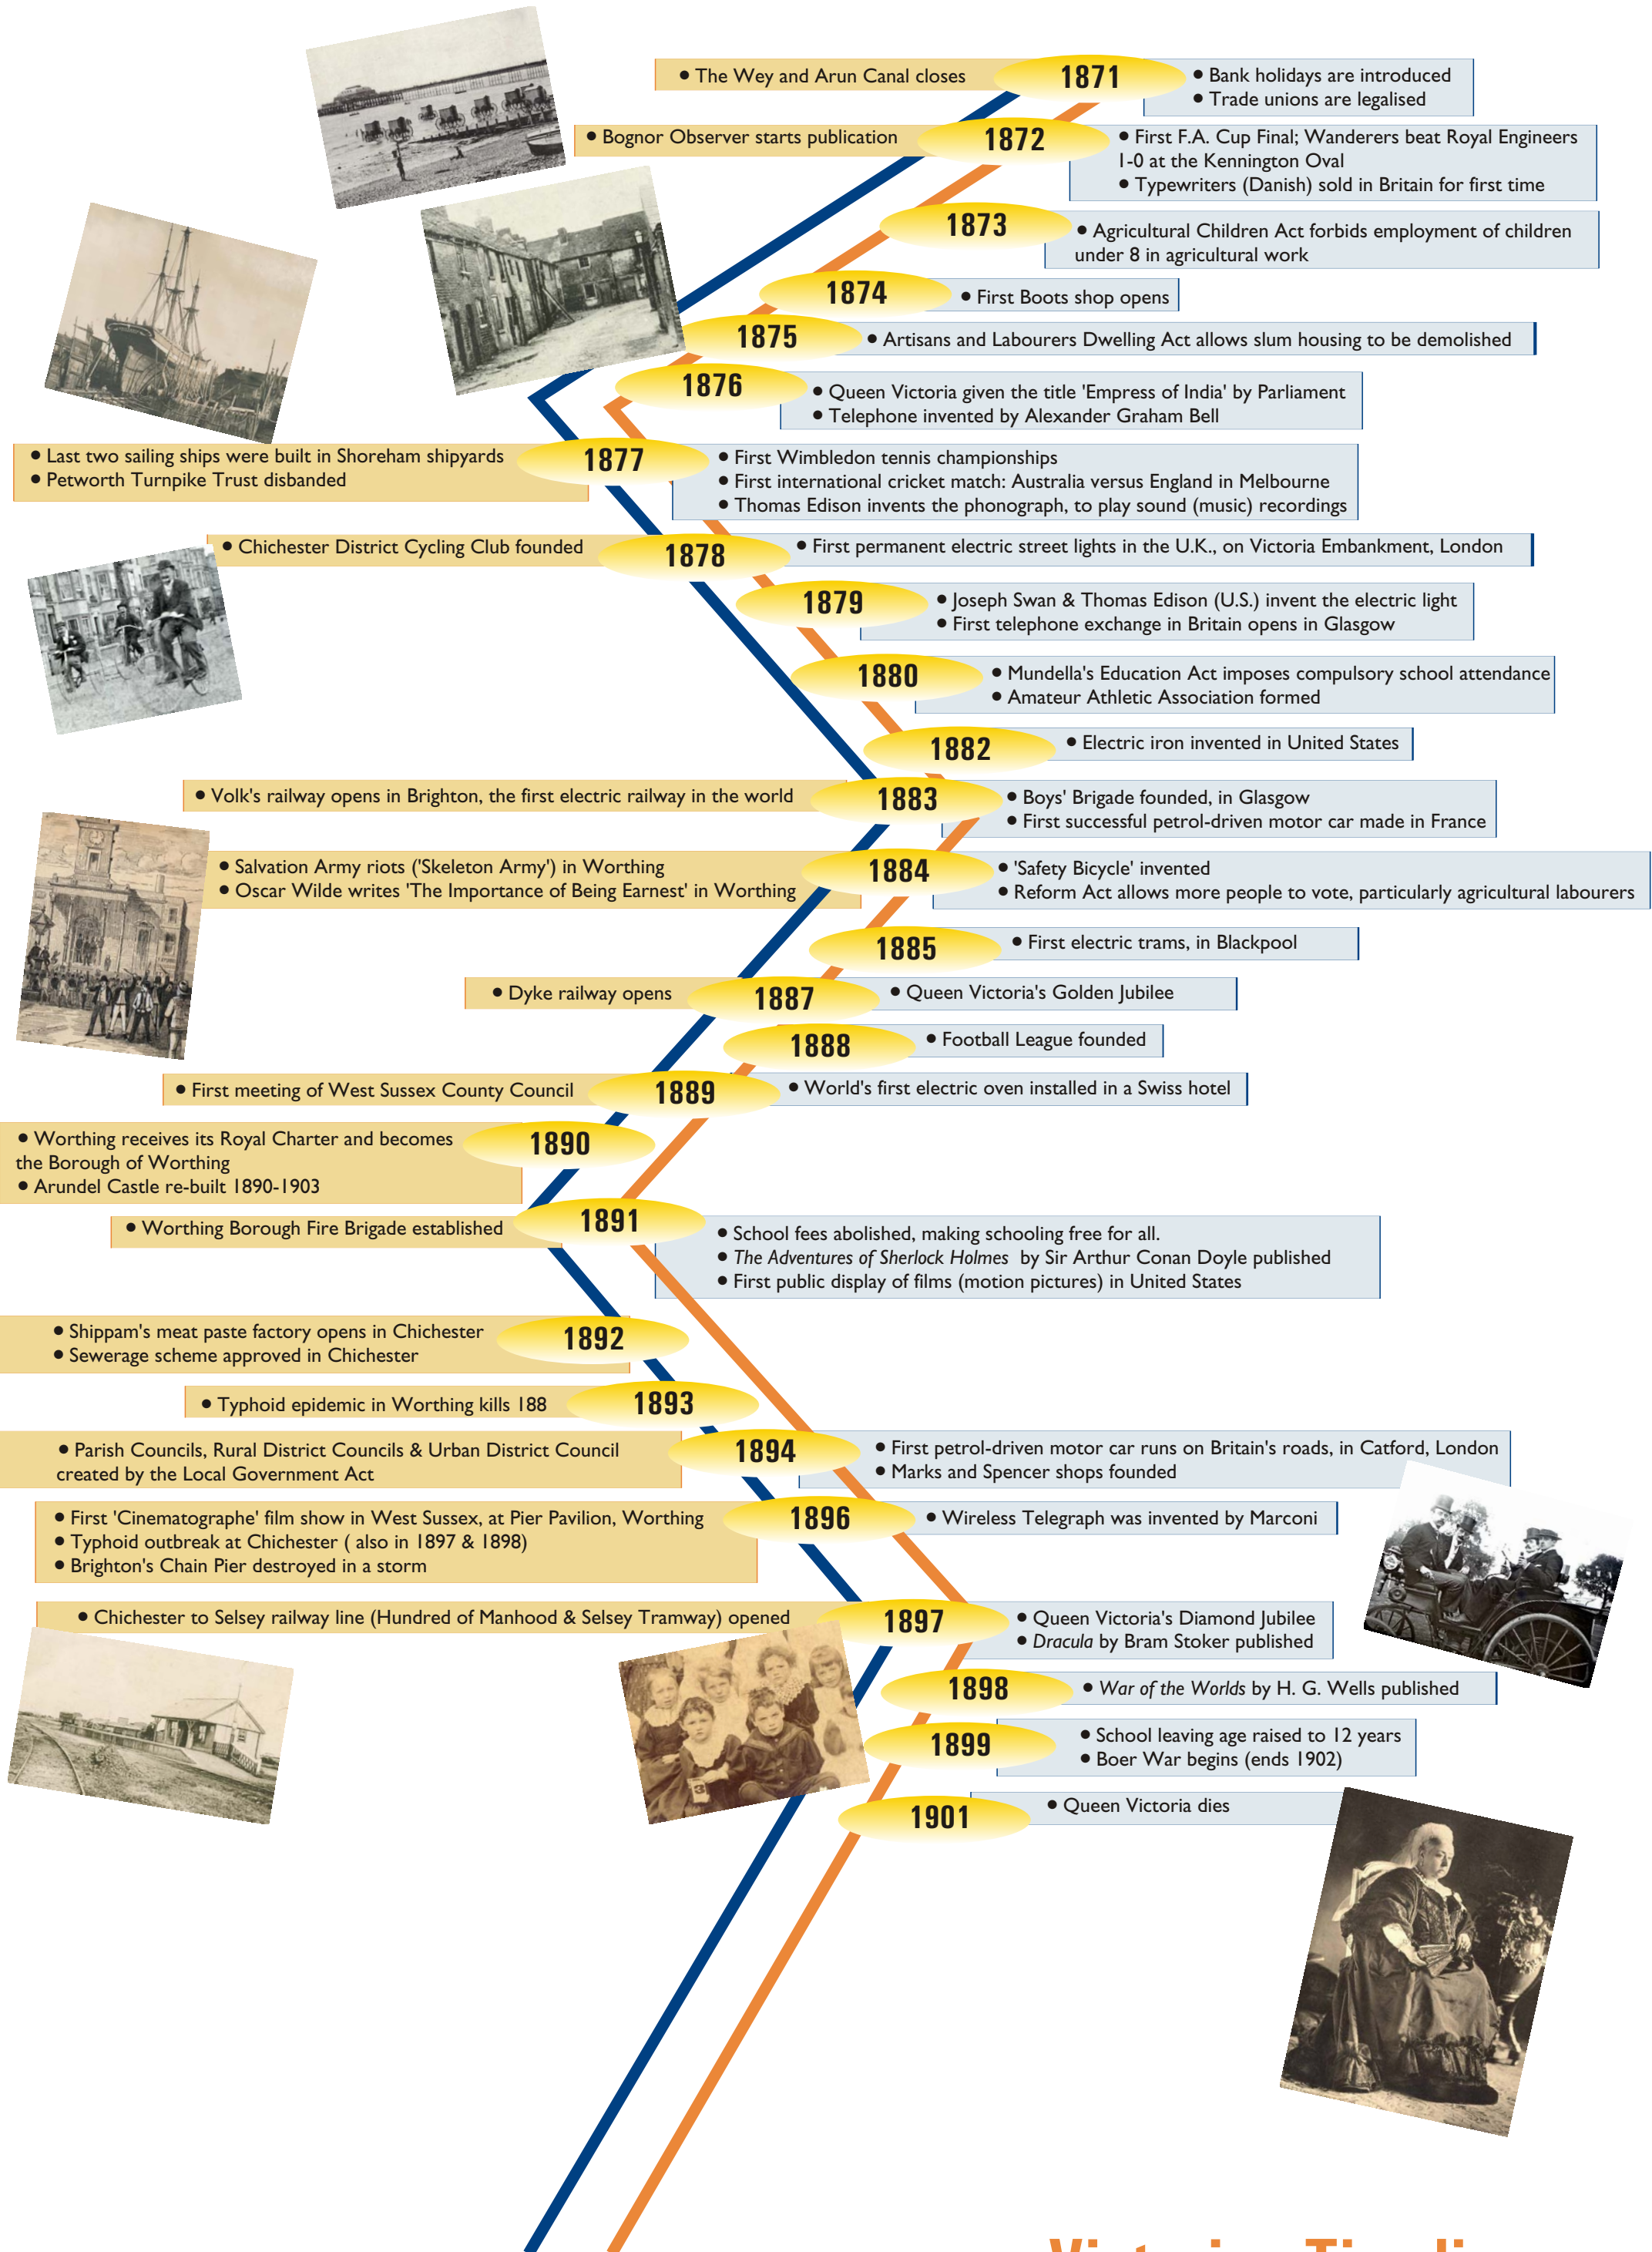 • The Wey and Arun Canal closes
1871
• Bank holidays are introduced
• Trade unions are legalised
• Bognor Observer starts publication
1872
• First F.A. Cup Final; Wanderers beat Royal Engineers
1-0 at the Kennington Oval
• Typewriters (Danish) sold in Britain for first time
1873
• Agricultural Children Act forbids employment of children
under 8 in agricultural work
1874
• First Boots shop opens
1875
• Artisans and Labourers Dwelling Act allows slum housing to be demolished
1876
• Queen Victoria given the title 'Empress of India' by Parliament
• Telephone invented by Alexander Graham Bell
• Last two sailing ships were built in Shoreham shipyards
• Petworth Turnpike Trust disbanded
1877
• First Wimbledon tennis championships
• First international cricket match: Australia versus England in Melbourne
• Thomas Edison invents the phonograph, to play sound (music) recordings
• Chichester District Cycling Club founded
1878
• First permanent electric street lights in the U.K., on Victoria Embankment, London
1879
• Joseph Swan & Thomas Edison (U.S.) invent the electric light
• First telephone exchange in Britain opens in Glasgow
1880
• Mundella's Education Act imposes compulsory school attendance
• Amateur Athletic Association formed
1882
• Electric iron invented in United States
• Volk's railway opens in Brighton, the first electric railway in the world
1883
• Boys' Brigade founded, in Glasgow
• First successful petrol-driven motor car made in France
• Salvation Army riots ('Skeleton Army') in Worthing
• Oscar Wilde writes 'The Importance of Being Earnest' in Worthing
1884
• 'Safety Bicycle' invented
• Reform Act allows more people to vote, particularly agricultural labourers
1885
• First electric trams, in Blackpool
• Dyke railway opens
1887
• Queen Victoria's Golden Jubilee
1888
• Football League founded
• First meeting of West Sussex County Council
1889
• World's first electric oven installed in a Swiss hotel
• Worthing receives its Royal Charter and becomes
the Borough of Worthing
• Arundel Castle re-built 1890-1903
1890
• Worthing Borough Fire Brigade established
1891
• School fees abolished, making schooling free for all.
• The Adventures of Sherlock Holmes by Sir Arthur Conan Doyle published
• First public display of films (motion pictures) in United States
• Shippam's meat paste factory opens in Chichester
• Sewerage scheme approved in Chichester
1892
• Typhoid epidemic in Worthing kills 188
1893
• Parish Councils, Rural District Councils & Urban District Council
created by the Local Government Act
1894
• First petrol-driven motor car runs on Britain's roads, in Catford, London
• Marks and Spencer shops founded
• First 'Cinematographe' film show in West Sussex, at Pier Pavilion, Worthing
• Typhoid outbreak at Chichester ( also in 1897 & 1898)
• Brighton's Chain Pier destroyed in a storm
1896
• Wireless Telegraph was invented by Marconi
• Chichester to Selsey railway line (Hundred of Manhood & Selsey Tramway) opened
1897
• Queen Victoria's Diamond Jubilee
• Dracula by Bram Stoker published
1898
• War of the Worlds by H. G. Wells published
1899
• School leaving age raised to 12 years
• Boer War begins (ends 1902)
1901
• Queen Victoria dies